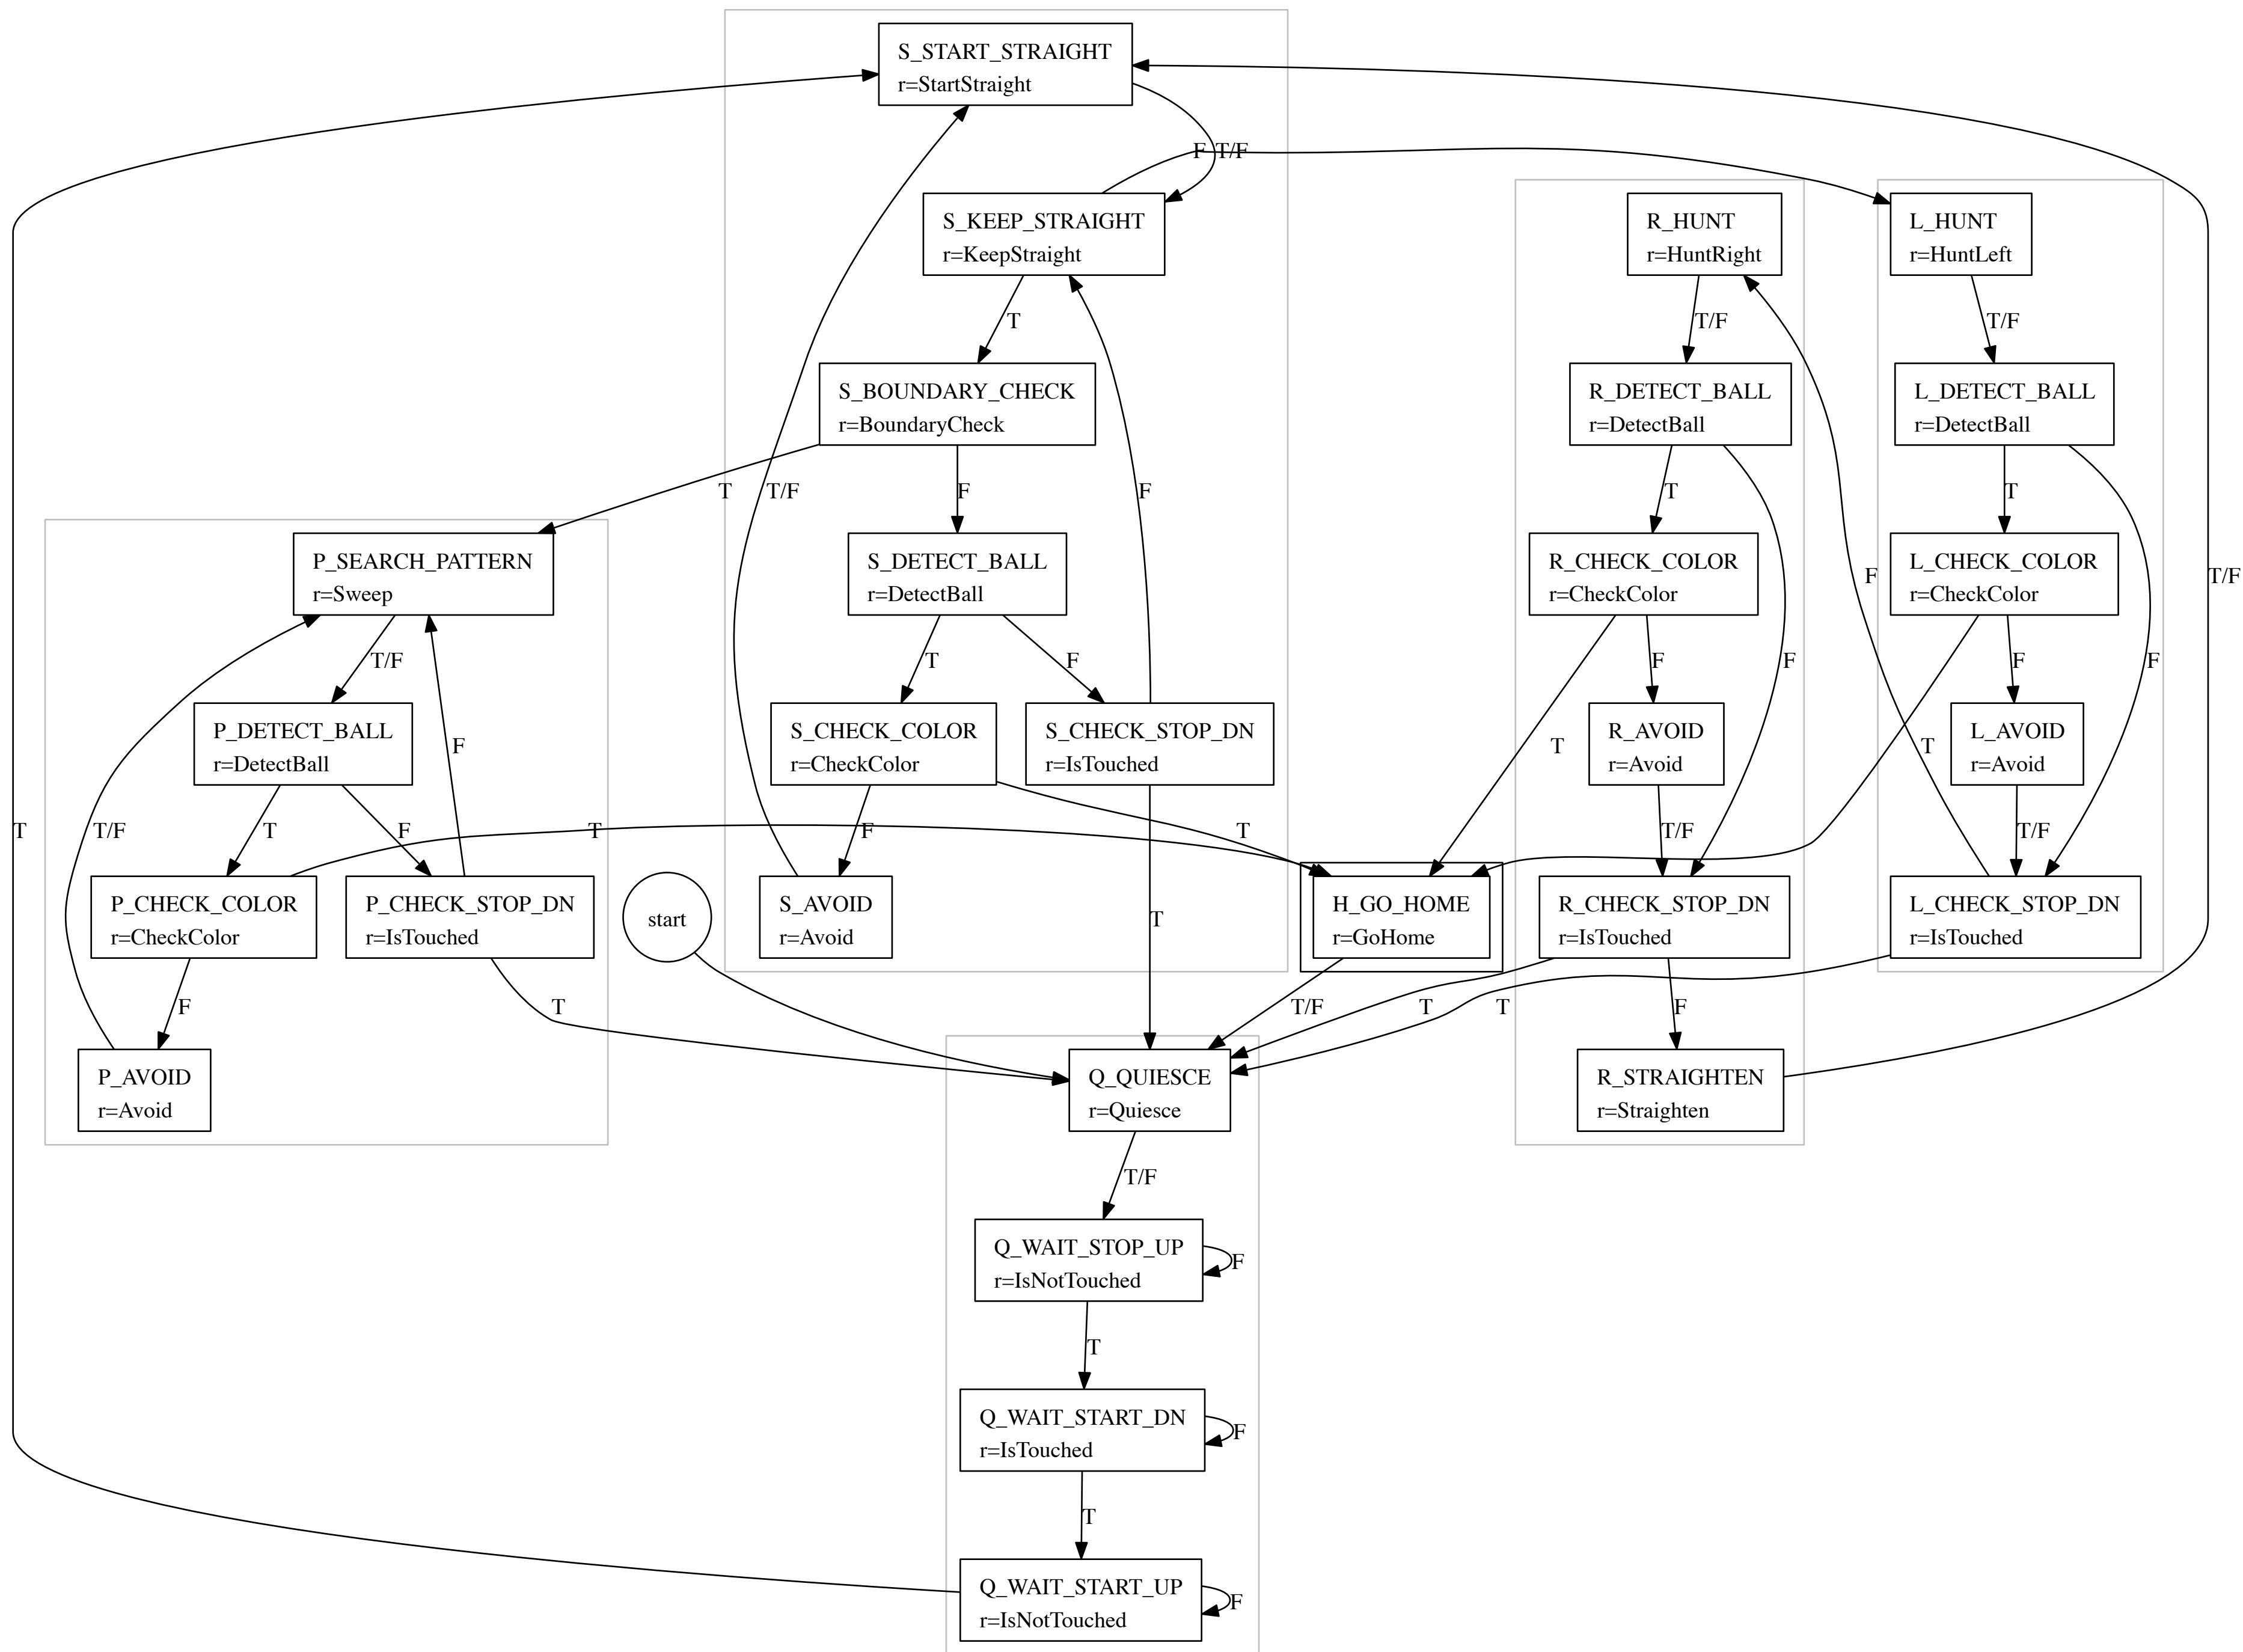 S_START_STRAIGHT
r=StartStraight
F
T/F
S_KEEP_STRAIGHT
r=KeepStraight
R_HUNT
r=HuntRight
L_HUNT
r=HuntLeft
T
T/F
T/F
S_BOUNDARY_CHECK
r=BoundaryCheck
R_DETECT_BALL
r=DetectBall
L_DETECT_BALL
r=DetectBall
T
T/F
F
F
T
T
P_SEARCH_PATTERN
r=Sweep
S_DETECT_BALL
r=DetectBall
R_CHECK_COLOR
r=CheckColor
L_CHECK_COLOR
r=CheckColor
F
T/F
T/F
T
F
F
F
F
F
P_DETECT_BALL
r=DetectBall
F
S_CHECK_COLOR
r=CheckColor
S_CHECK_STOP_DN
r=IsTouched
T
R_AVOID
r=Avoid
T
L_AVOID
r=Avoid
T
T/F
T
F
T
F
T
T/F
T/F
P_CHECK_COLOR
r=CheckColor
P_CHECK_STOP_DN
r=IsTouched
start
S_AVOID
r=Avoid
T
H_GO_HOME
r=GoHome
R_CHECK_STOP_DN
r=IsTouched
L_CHECK_STOP_DN
r=IsTouched
F
T
T/F
T
T
F
P_AVOID
r=Avoid
Q_QUIESCE
r=Quiesce
R_STRAIGHTEN
r=Straighten
T/F
Q_WAIT_STOP_UP
r=IsNotTouched
F
T
Q_WAIT_START_DN
r=IsTouched
F
T
Q_WAIT_START_UP
r=IsNotTouched
F